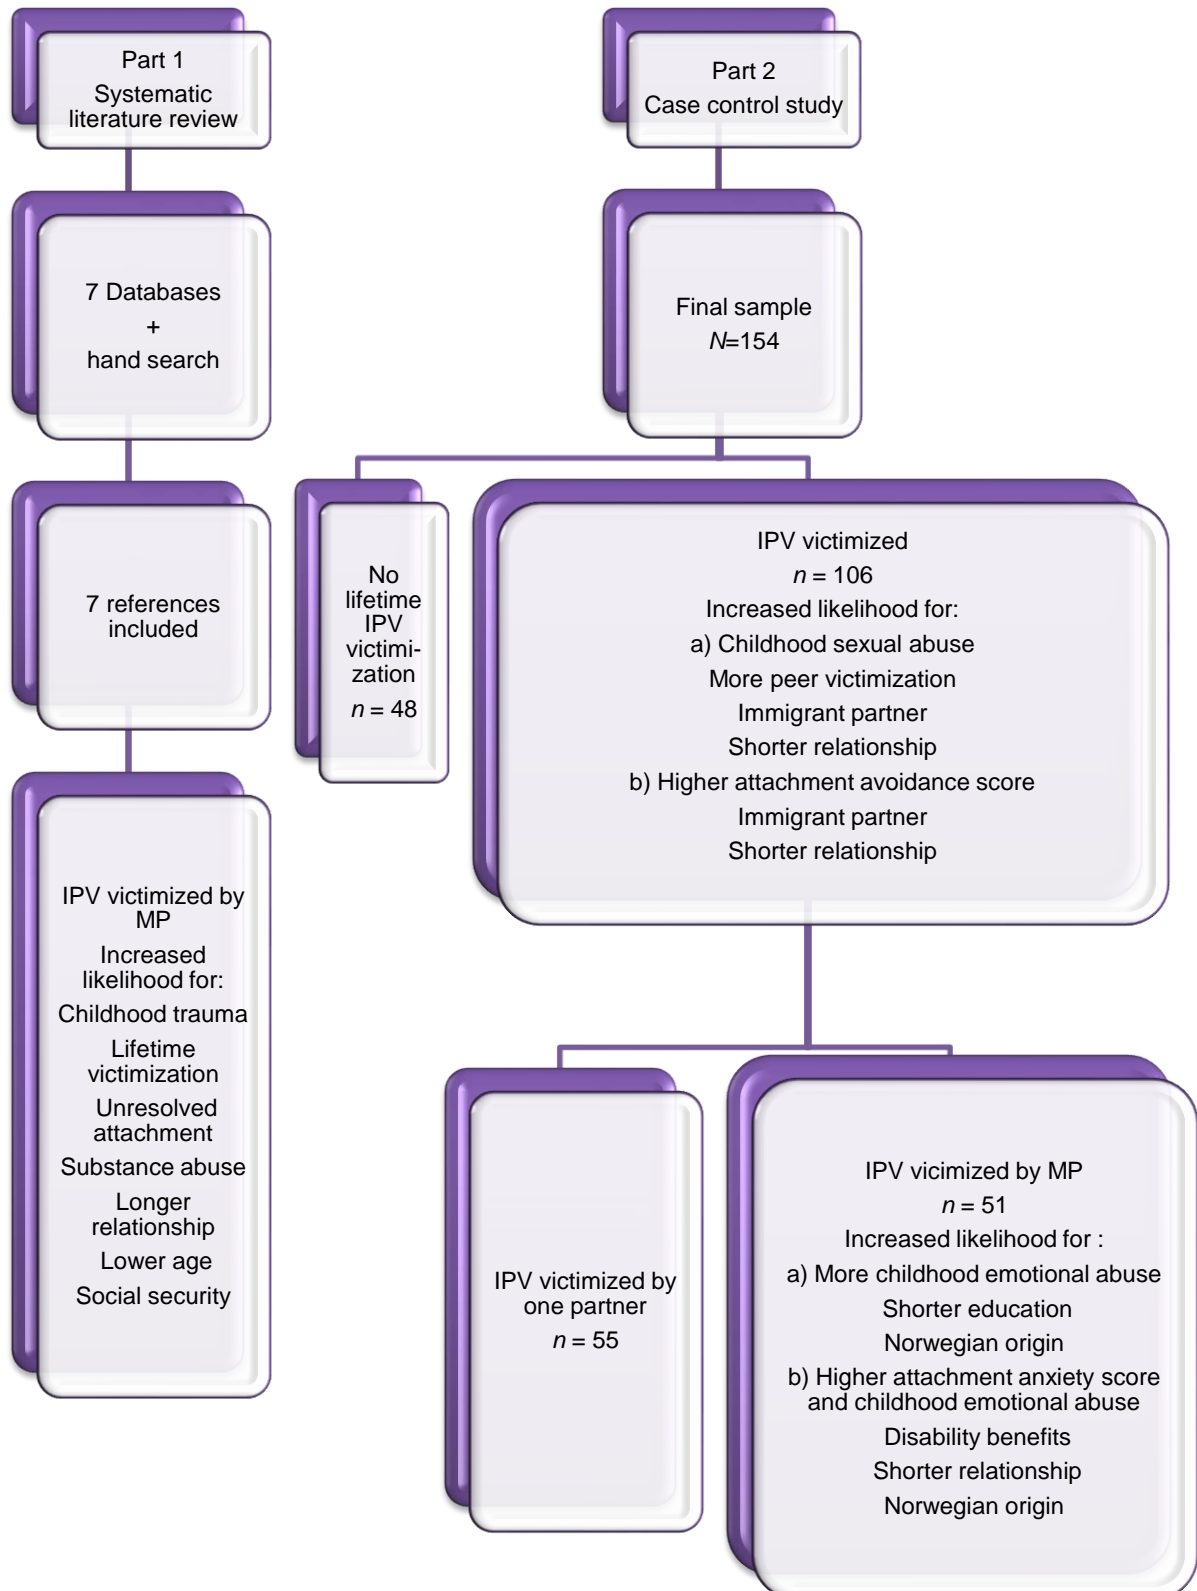 Part 1
Systematic
literature review
7 Databases
+
hand search
7 references
included
IPV victimized by
MP
Increased
likelihood for:
Childhood trauma
Lifetime
victimization
Unresolved
attachment
Substance abuse
Longer
relationship
Lower age
Social security
Part 2
Case control study
Final sample
N=154
No
lifetime
IPV
victimi-
zation
n = 48
IPV victimized
n = 106
Increased likelihood for:
a) Childhood sexual abuse
More peer victimization
Immigrant partner
Shorter relationship
b) Higher attachment avoidance score
Immigrant partner
Shorter relationship
IPV victimized by
one partner
n = 55
IPV vicimized by MP
n = 51
Increased likelihood for :
a) More childhood emotional abuse
Shorter education
Norwegian origin
b) Higher attachment anxiety score
and childhood emotional abuse
Disability benefits
Shorter relationship
Norwegian origin